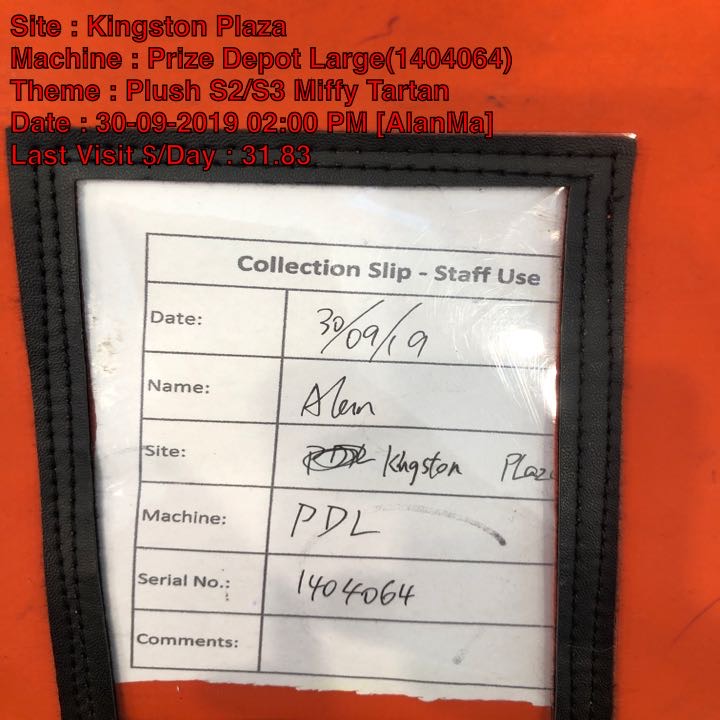 Site : Kingston Plaza
Machine : Prize Depot Large(1404064)
Theme : Plush S2/S3 Miffy Tartan
Date : 30-09-2019 02:00 PM [AlanMa]
Last Visit $/Day : 31.83
Collection Slip - Staff Use
Date: 30/09/19
Name: Alan
Site: Kingston Plaza
Machine: PDL
Serial No.: 1404064
Comments: